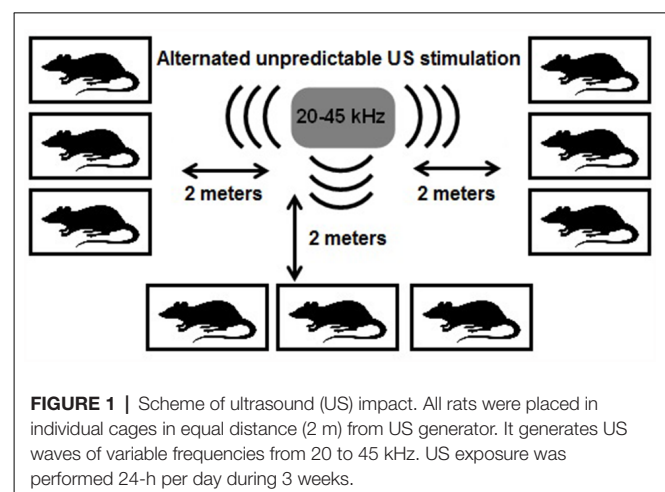 Alternated unpredictable US stimulation
20-45 kHz
2 meters
2 meters
2 meters
FIGURE 1 | Scheme of ultrasound (US) impact. All rats were placed in
individual cages in equal distance (2 m) from US generator. It generates US
waves of variable frequencies from 20 to 45 kHz. US exposure was
performed 24-h per day during 3 weeks.